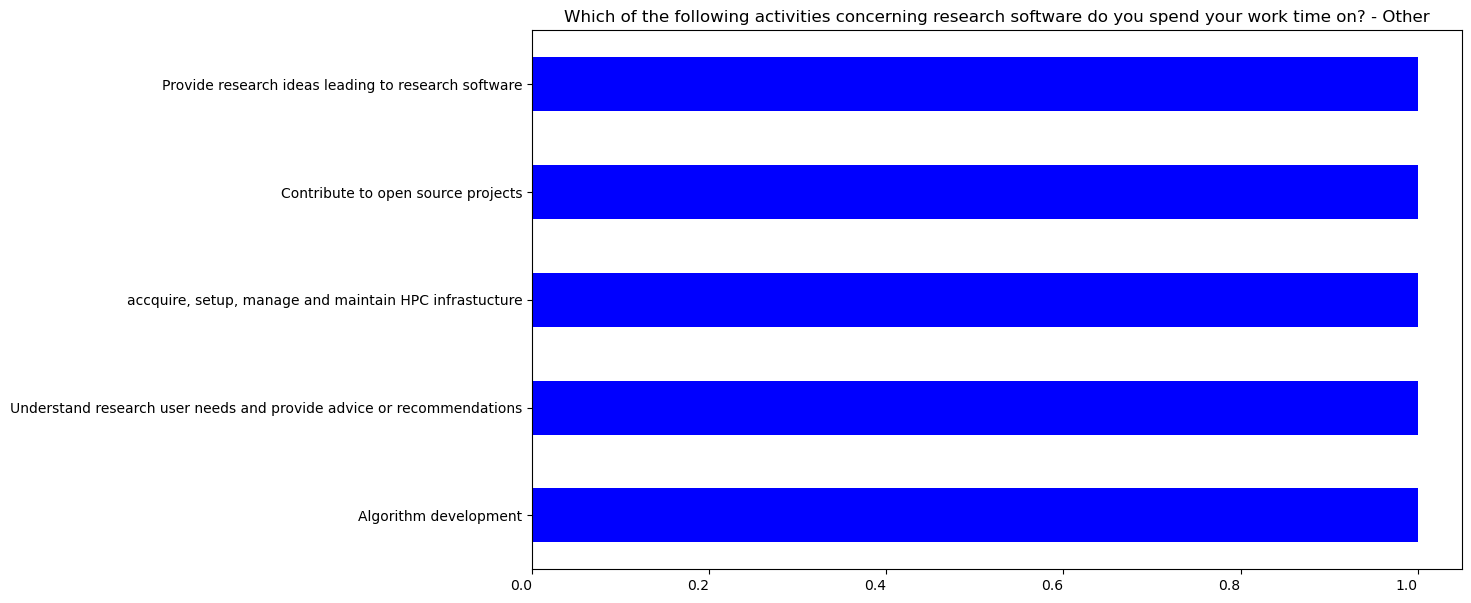 Which of the following activities concerning research software do you spend your work time on? - Other
Provide research ideas leading to research software
Contribute to open source projects
accquire, setup, manage and maintain HPC infrastucture
Understand research user needs and provide advice or recommendations
Algorithm development
0.0 0.2 0.4 0.6 0.8 1.0